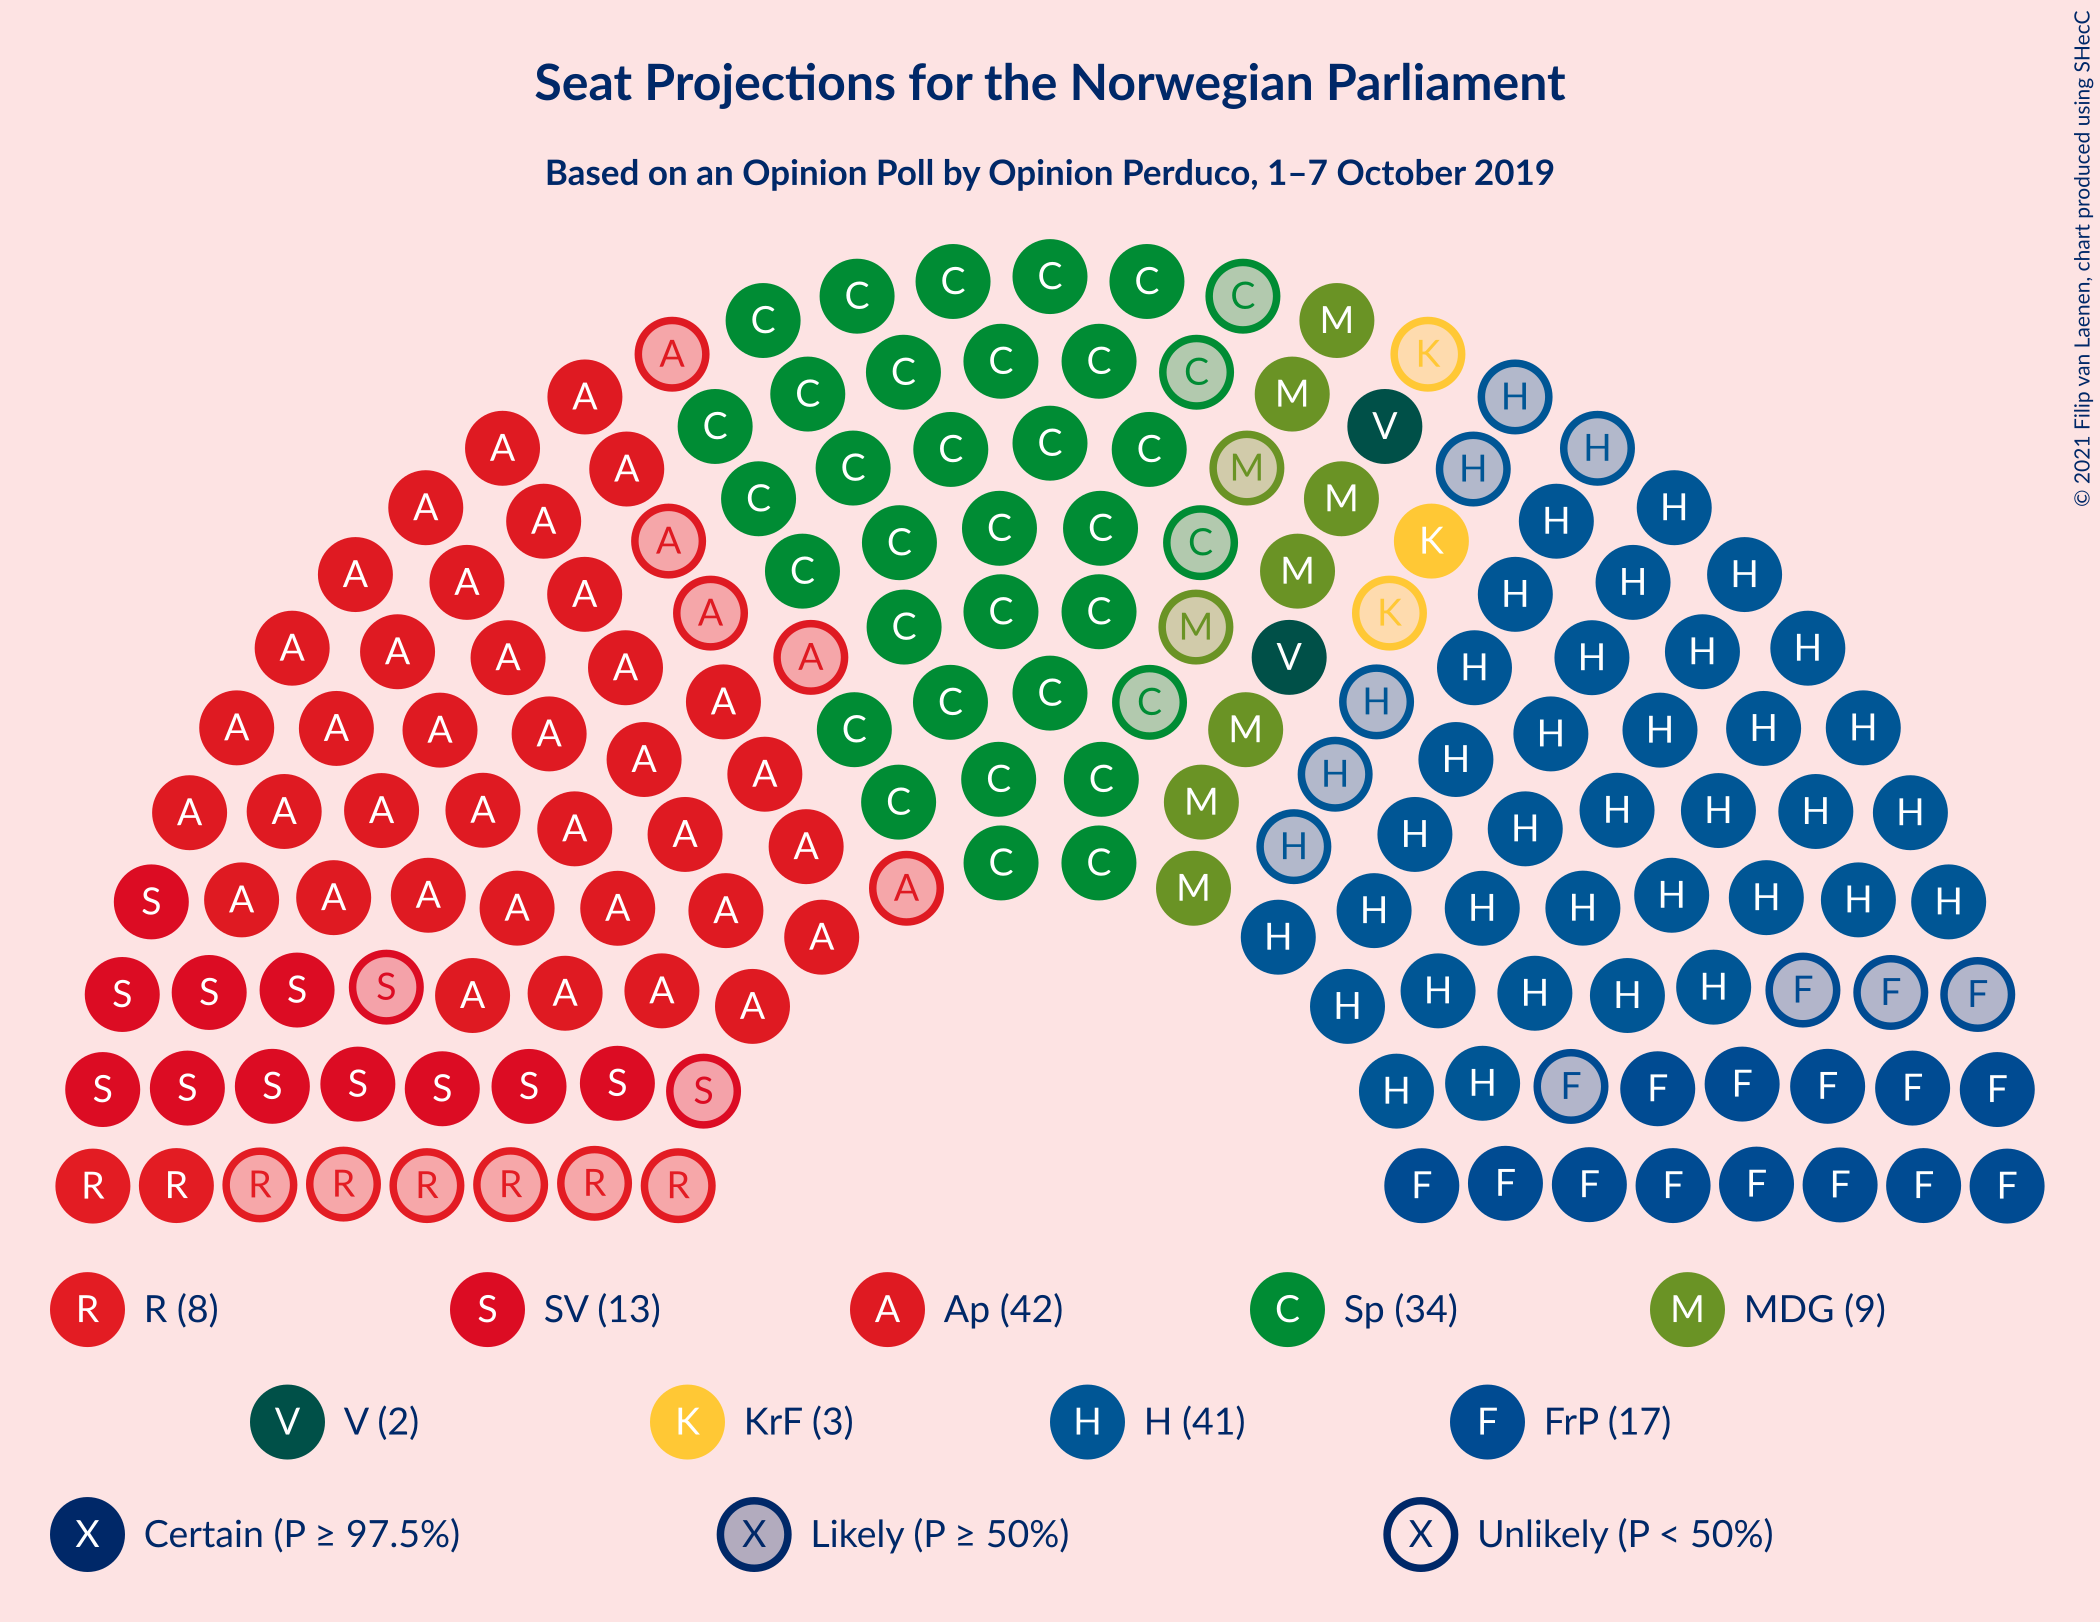 © 2021 Filip van Laenen, chart produced using SHecC
Seat Projections for the Norwegian Parliament
Based on an Opinion Poll by Opinion Perduco, 1–7 October 2019
C C C C C
C M
A C C C C K
A C M H
C V
A C C C H
A C M H
A C M H
A C C C C H
A A K H
A C M H
A A C C C M H H
A A A A V H H H
A A C C C H H
A A A C M H H H
A A A H H H
A A C C H H
A A A A C M H H H H
A A A H H H
A C C M
S A A A A A A A H H H H H H H
A H
S S S S A A A A H H H H F F F
A H
S S S S S S S S H H F F F F F F
R R R R R R R R F F F F F F F F
R R (8) S SV (13) A Ap (42) C Sp (34) M MDG (9)
V V (2) K KrF (3) H H (41) F FrP (17)
X Certain (P ≥ 97.5%) X Likely (P ≥ 50%) X Unlikely (P < 50%)